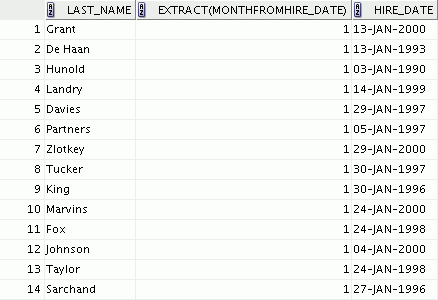 LAST_NAME EXTRACT(MONTHFROMHIRE_DATE) HIRE_DATE
1 Grant 1 13-JAN-2000
2 De Haan 1 13-JAN-1993
3 Hunold 1 03-JAN-1990
4 Landry 1 14-JAN-1999
5 Davies 1 29-JAN-1997
6 Partners 1 05-JAN-1997
7 Zlotkey 1 29-JAN-2000
8 Tucker 1 30-JAN-1997
9 King 1 30-JAN-1996
10 Marvins 1 24-JAN-2000
11 Fox 1 24-JAN-1998
12 Johnson 1 04-JAN-2000
13 Taylor 1 24-JAN-1998
14 Sarchand 1 27-JAN-1996